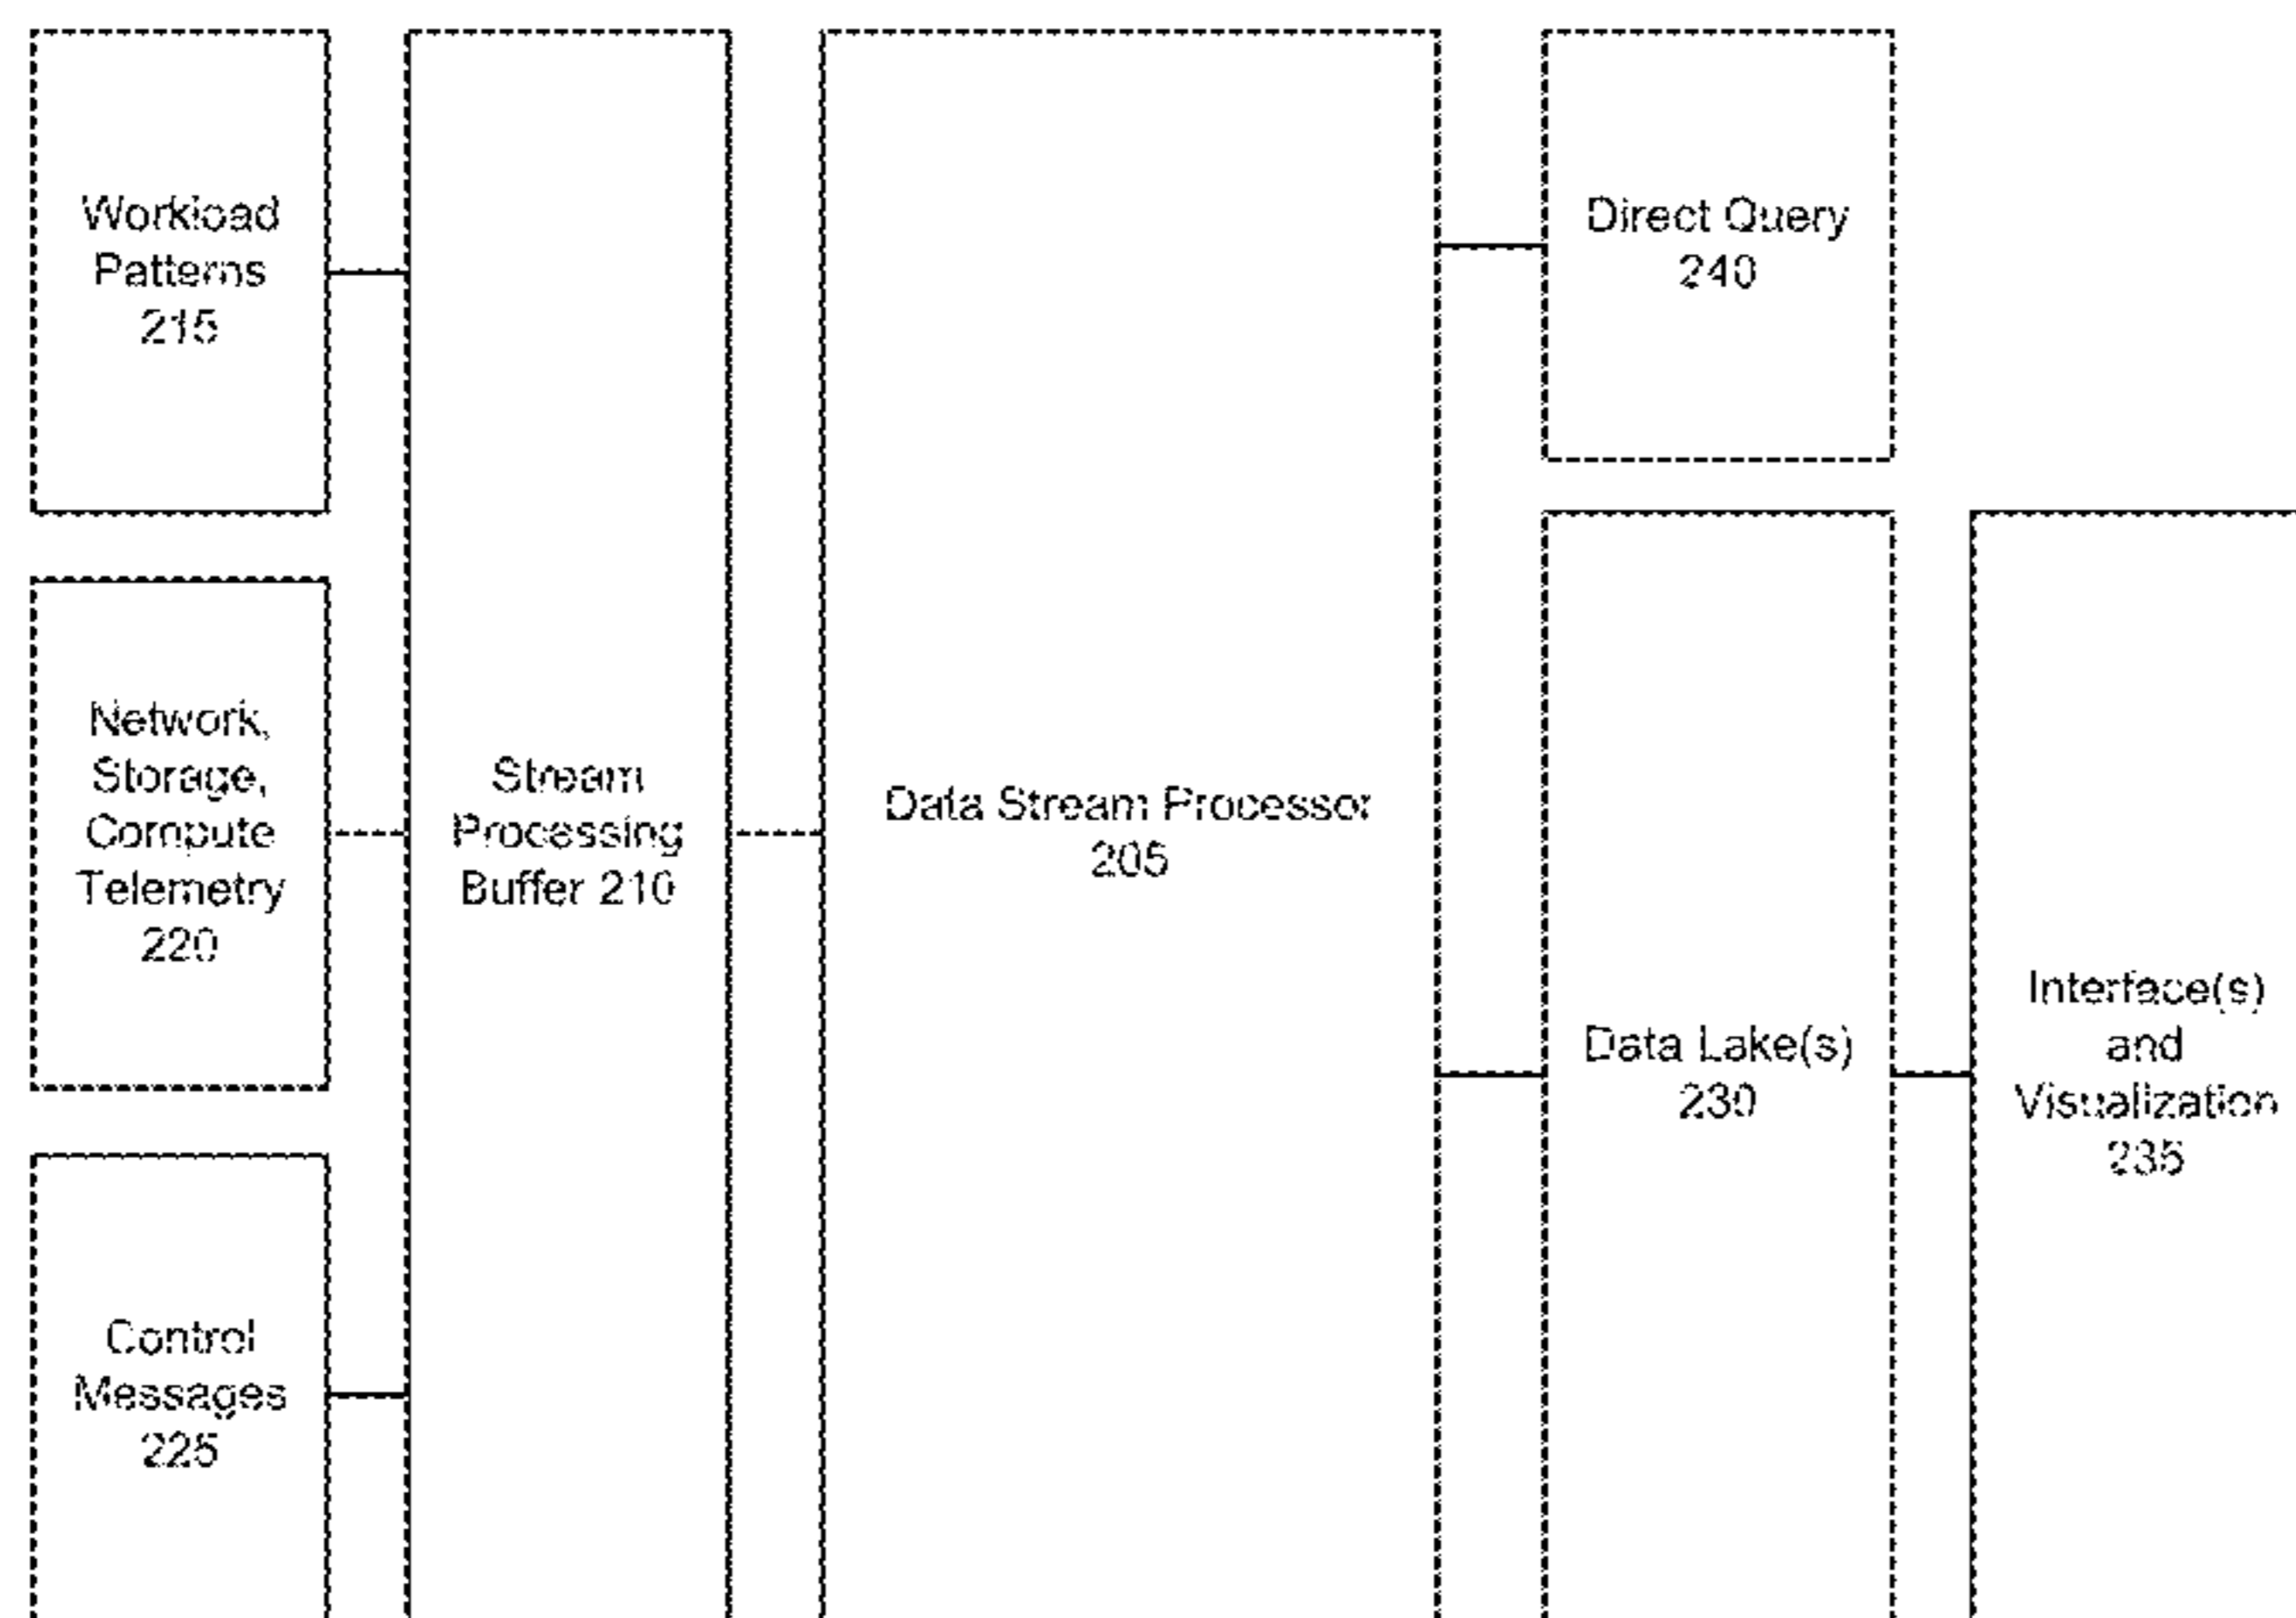 Workload
Patterns
215
Network,
Storage,
Compute
Telemetry
220
Control
Messages
225
Stream
Processing
Buffer 210
Data Stream Processor
205
Direct Query
240
Data Lake(s)
230
Interface(s)
and
Visualization
235